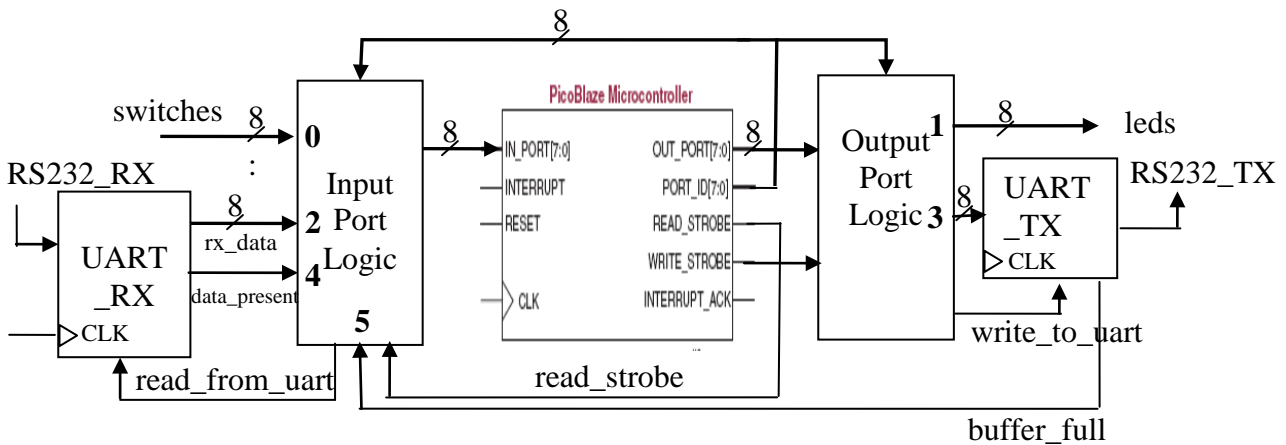 8
PicoBlaze Microcontroller
switches
8
0
:
8
IN_PORT[7:0]
OUT_PORT[7:0]
8
Output
Port
Logic
1
8
leds
RS232_RX
Input
Port
Logic
INTERRUPT
PORT_ID[7:0]
UART
_TX
RS232_TX
8
rx_data
2
RESET
READ_STROBE
3
8
UART
_RX
data_present
4
WRITE_STROBE
CLK
CLK
INTERRUPT_ACK
5
CLK
write_to_uart
read_from_uart
read_strobe
buffer_full